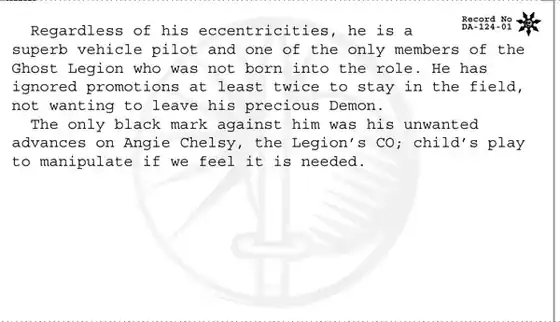 Record No
DA-124-01
Regardless of his eccentricities, he is a
superb vehicle pilot and one of the only members of the
Ghost Legion who was not born into the role. He has
ignored promotions at least twice to stay in the field,
not wanting to leave his precious Demon.
The only black mark against him was his unwanted
advances on Angie Chelsy, the Legion’s CO; child’s play
to manipulate if we feel it is needed.